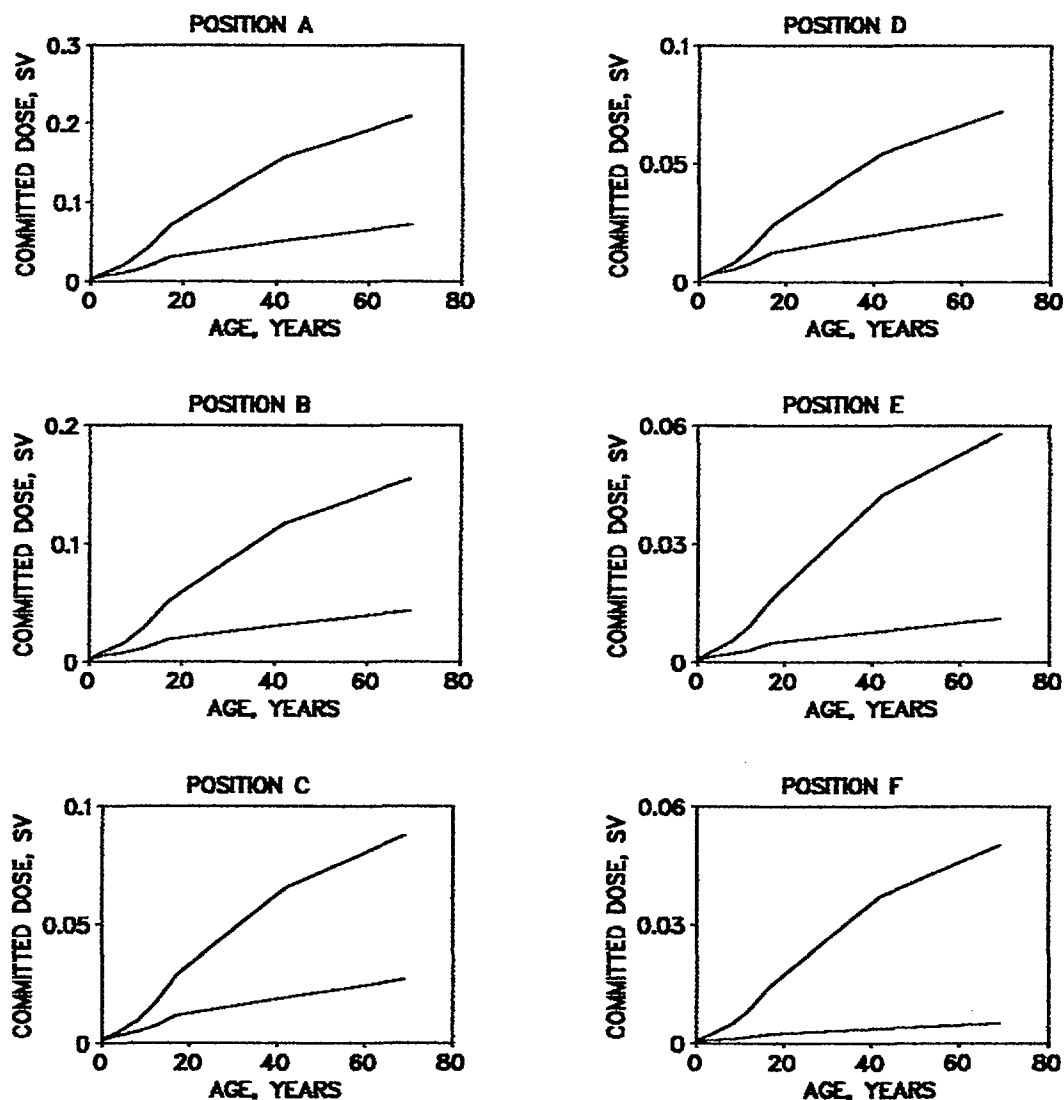 POSITION A
COMMITTED DOSE, SV
0.3
0.2
0.1
0
0 20 40 60 80
AGE, YEARS
POSITION D
COMMITTED DOSE, SV
0.1
0.05
0
0 20 40 60 80
AGE, YEARS
POSITION B
COMMITTED DOSE, SV
0.2
0.1
0
0 20 40 60 80
AGE, YEARS
POSITION E
COMMITTED DOSE, SV
0.06
0.03
0
0 20 40 60 80
AGE, YEARS
POSITION C
COMMITTED DOSE, SV
0.1
0.05
0
0 20 40 60 80
AGE, YEARS
POSITION F
COMMITTED DOSE, SV
0.06
0.03
0
0 20 40 60 80
AGE, YEARS